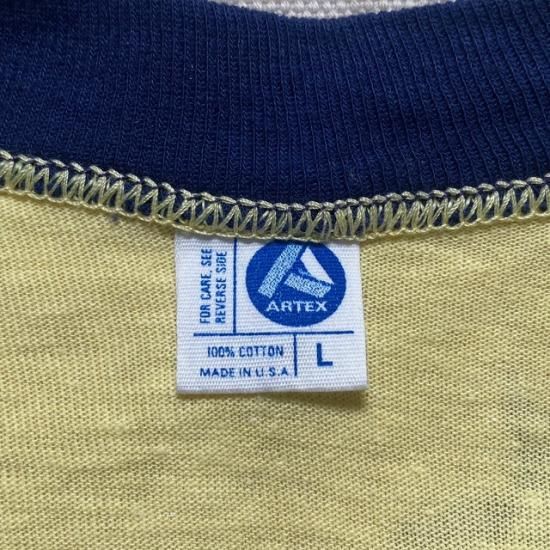 FOR CARE, SEE
REVERSE SIDE
ARTEX
100% COTTON
MADE IN U.S.A
L